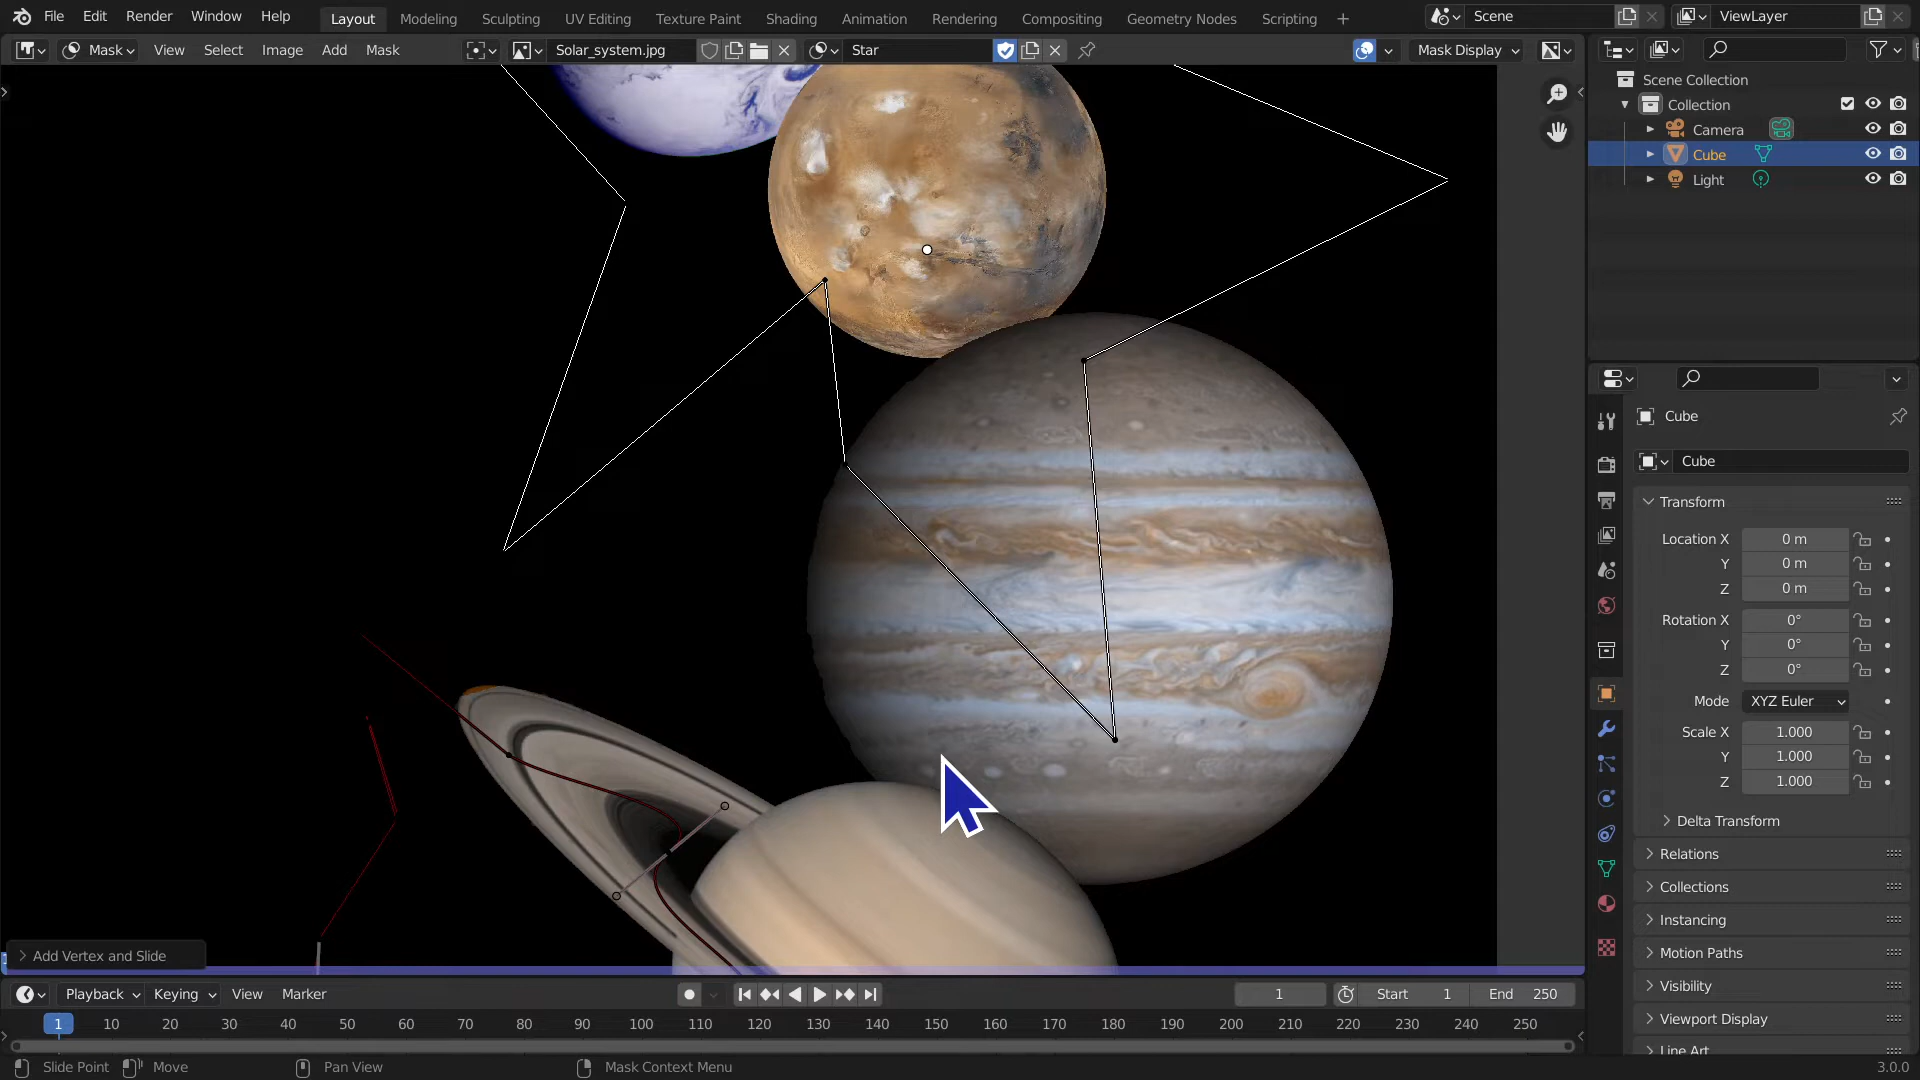 File Edit Render Window Help Layout Modeling Sculpting UV Editing Texture Paint Shading Animation Rendering Compositing Geometry Nodes Scripting + Scene ViewLayer
Mask View Select Image Add Mask Solar_system.jpg Star Mask Display
Scene Collection
Collection
Camera
Cube
Light
Cube
Cube
Transform
Location X 0 m
Y 0 m
Z 0 m
Rotation X 0°
Y 0°
Z 0°
Mode XYZ Euler
Scale X 1.000
Y 1.000
Z 1.000
Delta Transform
Relations
Collections
Instancing
Motion Paths
Visibility
Viewport Display
Line Art
Add Vertex and Slide
Playback Keying View Marker 1 Start 1 End 250
1 10 20 30 40 50 60 70 80 90 100 110 120 130 140 150 160 170 180 190 200 210 220 230 240 250
Slide Point Move Pan View Mask Context Menu 3.0.0